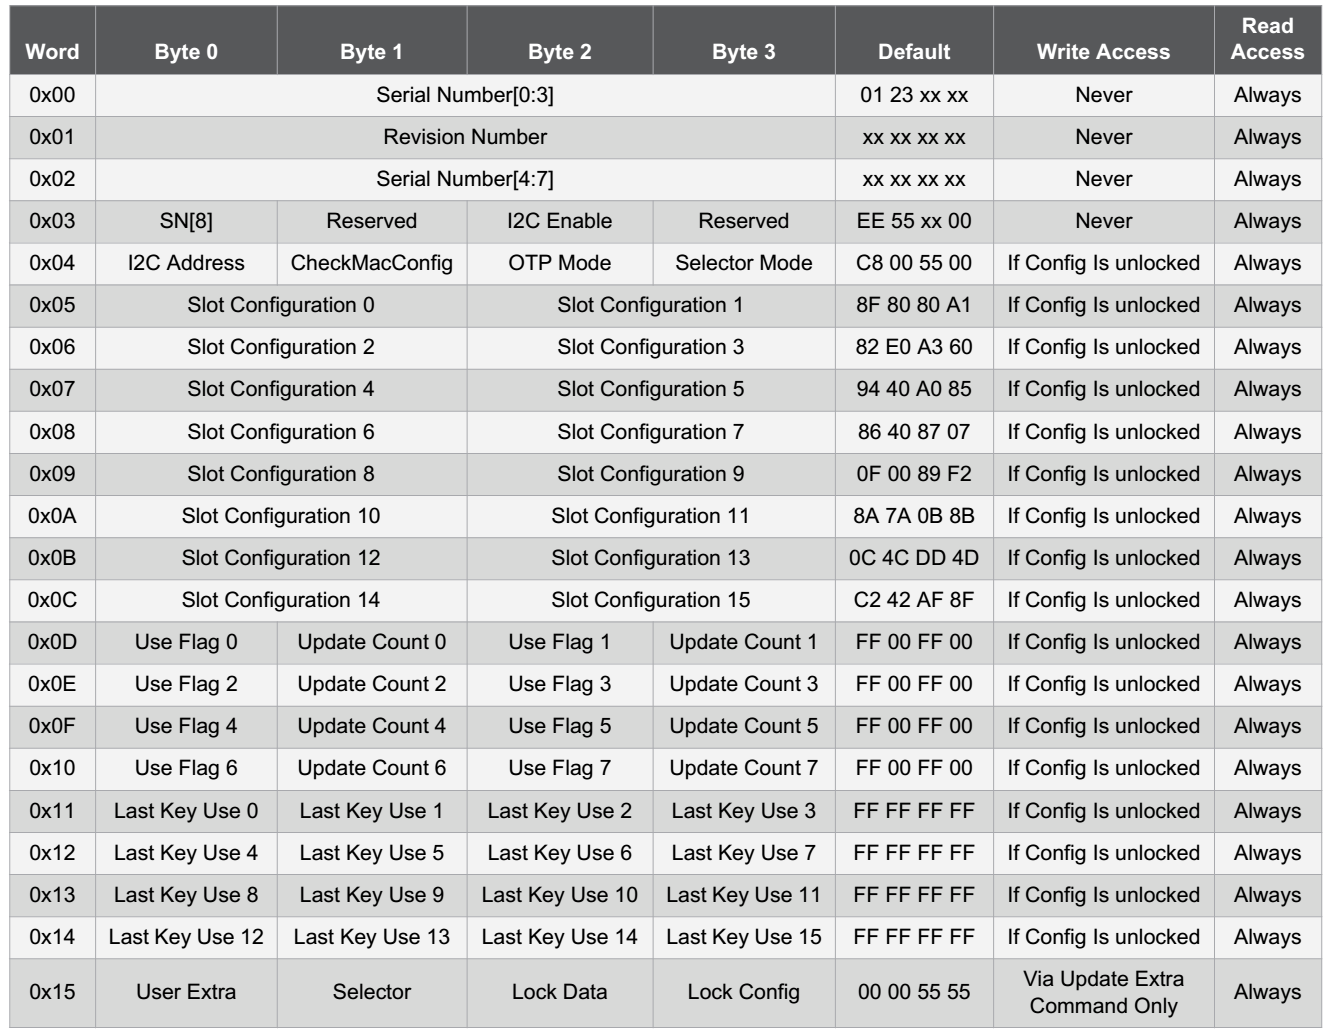 Word Byte 0 Byte 1 Byte 2 Byte 3 Default Write Access Read Access
0x00 Serial Number[0:3] 01 23 xx xx Never Always
0x01 Revision Number xx xx xx xx Never Always
0x02 Serial Number[4:7] xx xx xx xx Never Always
0x03 SN[8] Reserved I2C Enable Reserved EE 55 xx 00 Never Always
0x04 I2C Address CheckMacConfig OTP Mode Selector Mode C8 00 55 00 If Config Is unlocked Always
0x05 Slot Configuration 0 Slot Configuration 1 8F 80 80 A1 If Config Is unlocked Always
0x06 Slot Configuration 2 Slot Configuration 3 82 E0 A3 60 If Config Is unlocked Always
0x07 Slot Configuration 4 Slot Configuration 5 94 40 A0 85 If Config Is unlocked Always
0x08 Slot Configuration 6 Slot Configuration 7 86 40 87 07 If Config Is unlocked Always
0x09 Slot Configuration 8 Slot Configuration 9 0F 00 89 F2 If Config Is unlocked Always
0x0A Slot Configuration 10 Slot Configuration 11 8A 7A 0B 8B If Config Is unlocked Always
0x0B Slot Configuration 12 Slot Configuration 13 0C 4C DD 4D If Config Is unlocked Always
0x0C Slot Configuration 14 Slot Configuration 15 C2 42 AF 8F If Config Is unlocked Always
0x0D Use Flag 0 Update Count 0 Use Flag 1 Update Count 1 FF 00 FF 00 If Config Is unlocked Always
0x0E Use Flag 2 Update Count 2 Use Flag 3 Update Count 3 FF 00 FF 00 If Config Is unlocked Always
0x0F Use Flag 4 Update Count 4 Use Flag 5 Update Count 5 FF 00 FF 00 If Config Is unlocked Always
0x10 Use Flag 6 Update Count 6 Use Flag 7 Update Count 7 FF 00 FF 00 If Config Is unlocked Always
0x11 Last Key Use 0 Last Key Use 1 Last Key Use 2 Last Key Use 3 FF FF FF FF If Config Is unlocked Always
0x12 Last Key Use 4 Last Key Use 5 Last Key Use 6 Last Key Use 7 FF FF FF FF If Config Is unlocked Always
0x13 Last Key Use 8 Last Key Use 9 Last Key Use 10 Last Key Use 11 FF FF FF FF If Config Is unlocked Always
0x14 Last Key Use 12 Last Key Use 13 Last Key Use 14 Last Key Use 15 FF FF FF FF If Config Is unlocked Always
0x15 User Extra Selector Lock Data Lock Config 00 00 55 55 Via Update Extra Command Only Always